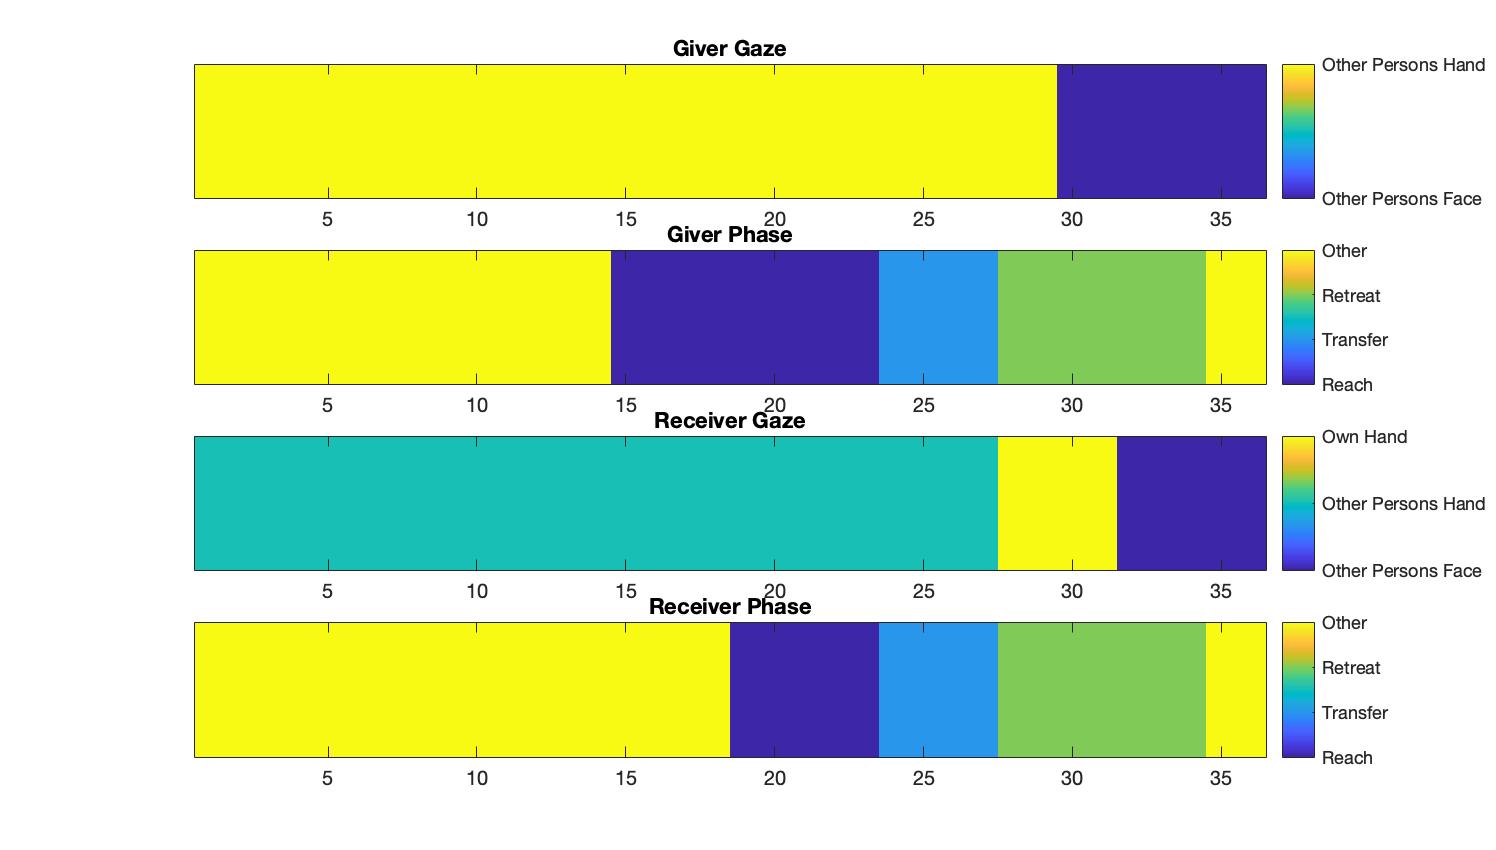 Giver Gaze
Other Persons Hand
Other Persons Face
5 10 15 20 25 30 35
Giver Phase
Other
Retreat
Transfer
Reach
5 10 15 20 25 30 35
Receiver Gaze
Own Hand
Other Persons Hand
Other Persons Face
5 10 15 20 25 30 35
Receiver Phase
Other
Retreat
Transfer
Reach
5 10 15 20 25 30 35